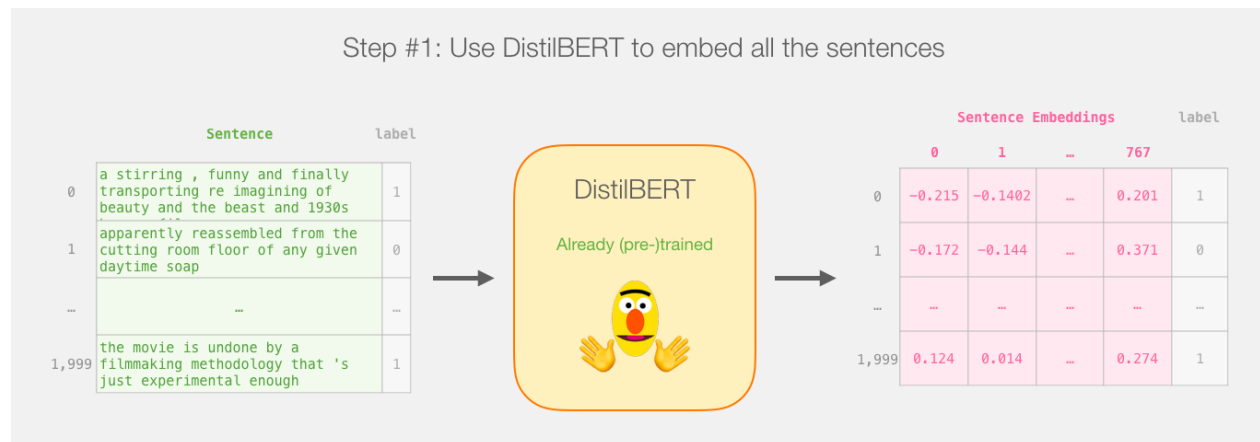 Step #1: Use DistilBERT to embed all the sentences
Sentence label
0 a stirring , funny and finally
transporting re imagining of
beauty and the beast and 1930s
1
1 apparently reassembled from the
cutting room floor of any given
daytime soap
0
… … …
1,999 the movie is undone by a
filmmaking methodology that 's
just experimental enough
1
DistilBERT
Already (pre-)trained
Sentence Embeddings label
0 1 … 767
0 -0.215 -0.1402 … 0.201 1
1 -0.172 -0.144 … 0.371 0
… … … … … …
1,999 0.124 0.014 … 0.274 1